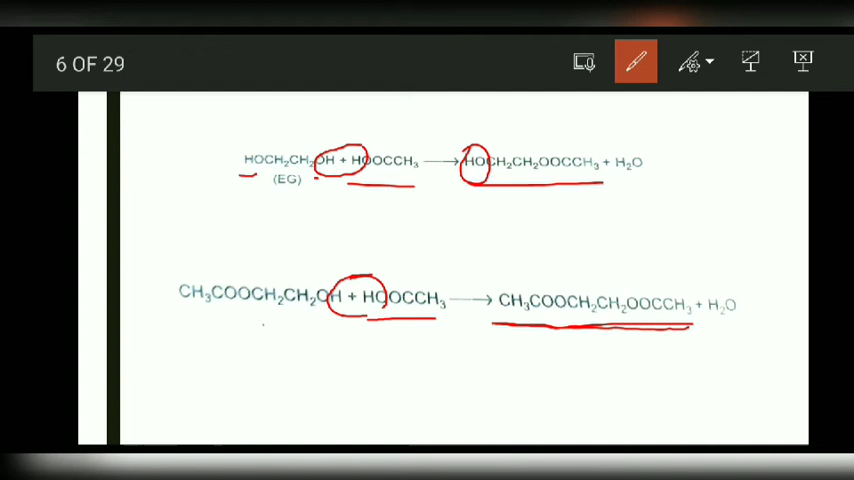 6 OF 29
HOCH₂CH₂OH + HOOCCH₃ ⟶ HOCH₂CH₂OOCCH₃ + H₂O
(EG)
CH₃COOCH₂CH₂OH + HOOCCH₃ ⟶ CH₃COOCH₂CH₂OOCCH₃ + H₂O